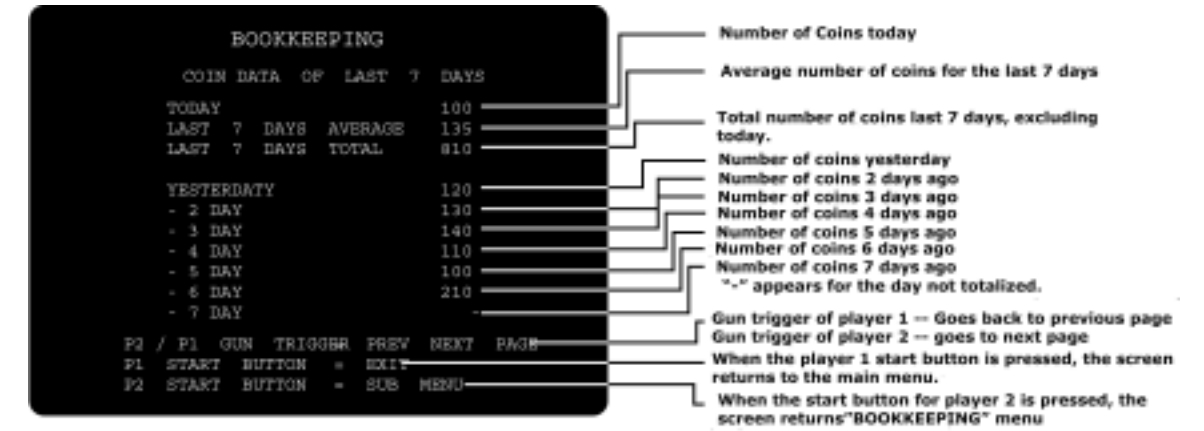 BOOKKEEPING
COIN DATA OF LAST 7 DAYS
TODAY 100
LAST 7 DAYS AVERAGE 135
LAST 7 DAYS TOTAL 810
YESTERDATY 120
- 2 DAY 130
- 3 DAY 140
- 4 DAY 110
- 5 DAY 100
- 6 DAY 210
- 7 DAY -
P2 / P1 GUN TRIGGER PREV NEXT PAGE
P1 START BUTTON = EXIT
P2 START BUTTON = SUB MENU
Number of Coins today
Average number of coins for the last 7 days
Total number of coins last 7 days, excluding
today.
Number of coins yesterday
Number of coins 2 days ago
Number of coins 3 days ago
Number of coins 4 days ago
Number of coins 5 days ago
Number of coins 6 days ago
Number of coins 7 days ago
"-" appears for the day not totalized.
Gun trigger of player 1 -- Goes back to previous page
Gun trigger of player 2 -- goes to next page
When the player 1 start button is pressed, the screen
returns to the main menu.
When the start button for player 2 is pressed, the
screen returns"BOOKKEEPING" menu